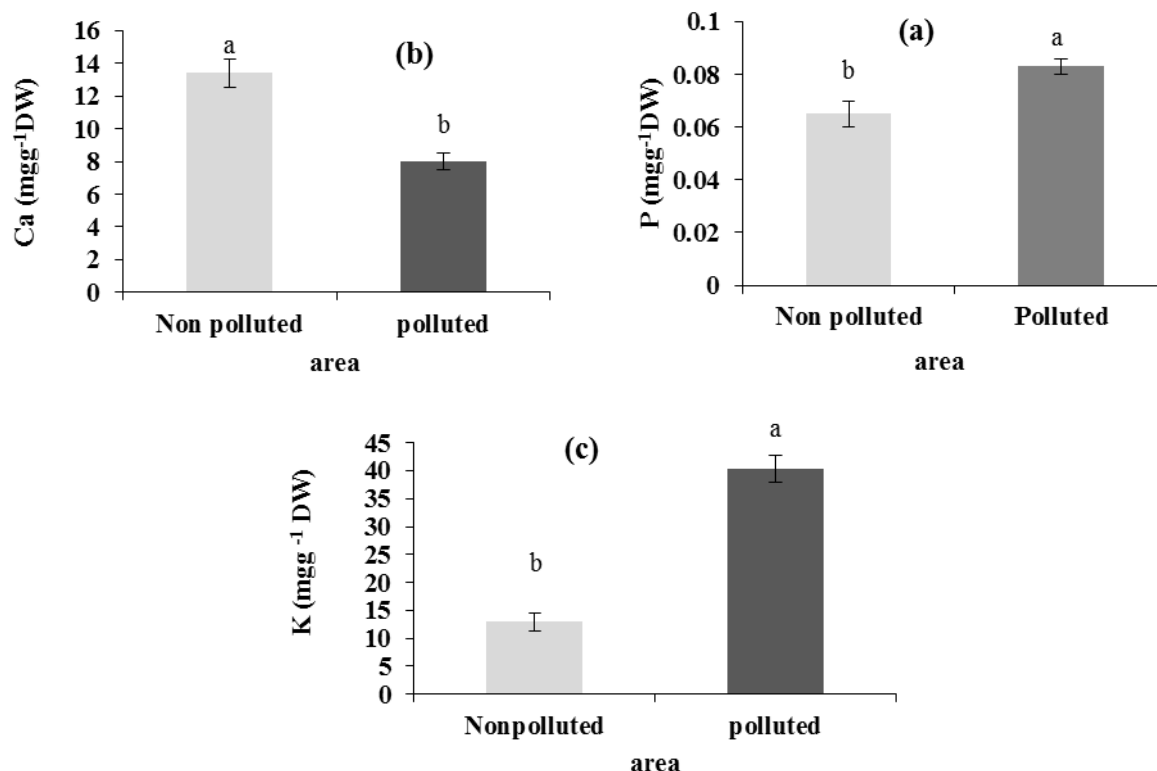 (b)
Ca (mgg⁻¹DW)
16
14
12
10
8
6
4
2
0
a
b
Non polluted polluted
area
(a)
P (mgg⁻¹DW)
0.1
0.08
0.06
0.04
0.02
0
b
a
Non polluted Polluted
area
(c)
K (mgg ⁻¹ DW)
45
40
35
30
25
20
15
10
5
0
b
a
Nonpolluted polluted
area